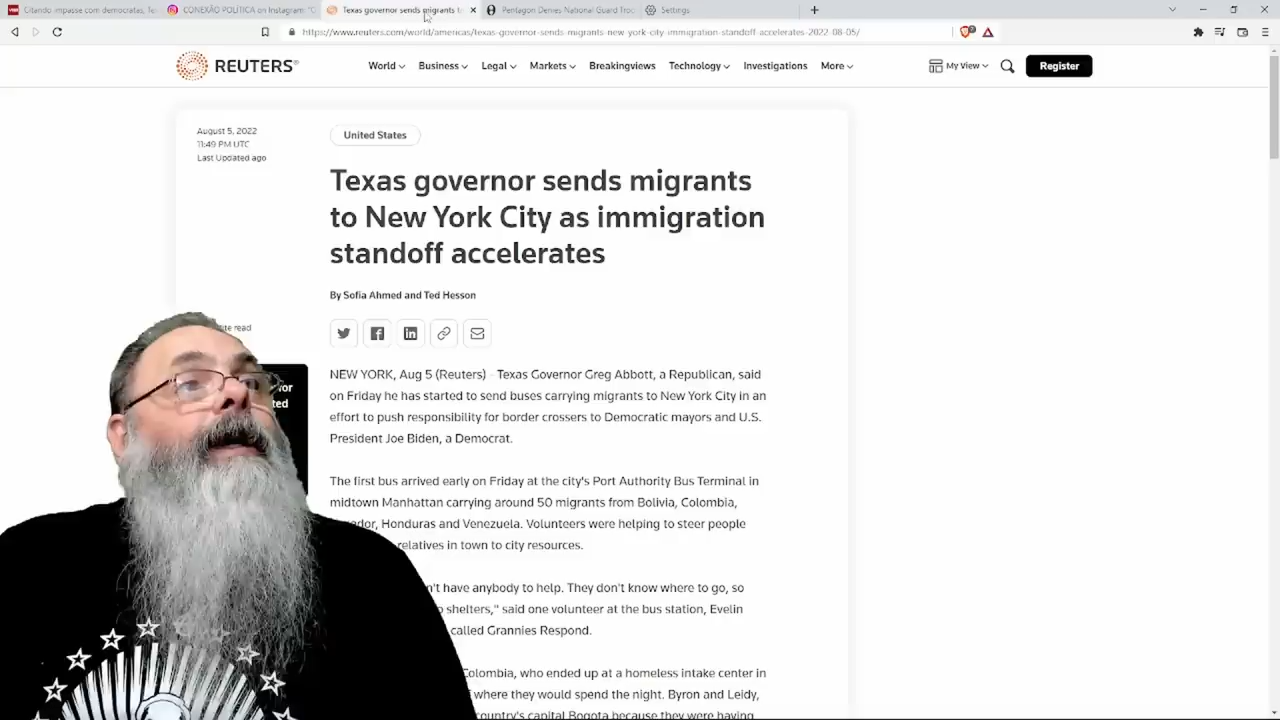 Citando impasse com democratas, Te
CONEXÃO POLÍTICA on Instagram: "C
Texas governor sends migrants t
Pentagon Denies National Guard Troo
Settings
https://www.reuters.com/world/americas/texas-governor-sends-migrants-new-york-city-immigration-standoff-accelerates-2022-08-05/
REUTERS®
World
Business
Legal
Markets
Breakingviews
Technology
Investigations
More
My View
Register
August 5, 2022
11:49 PM UTC
Last Updated ago
United States
Texas governor sends migrants
to New York City as immigration
standoff accelerates
By Sofia Ahmed and Ted Hesson
te read
for
ted
NEW YORK, Aug 5 (Reuters) - Texas Governor Greg Abbott, a Republican, said
on Friday he has started to send buses carrying migrants to New York City in an
effort to push responsibility for border crossers to Democratic mayors and U.S.
President Joe Biden, a Democrat.
The first bus arrived early on Friday at the city's Port Authority Bus Terminal in
midtown Manhattan carrying around 50 migrants from Bolivia, Colombia,
ador, Honduras and Venezuela. Volunteers were helping to steer people
relatives in town to city resources.
n't have anybody to help. They don't know where to go, so
o shelters," said one volunteer at the bus station, Evelin
called Grannies Respond.
Colombia, who ended up at a homeless intake center in
where they would spend the night. Byron and Leidy,
country's capital Bogota because they were having